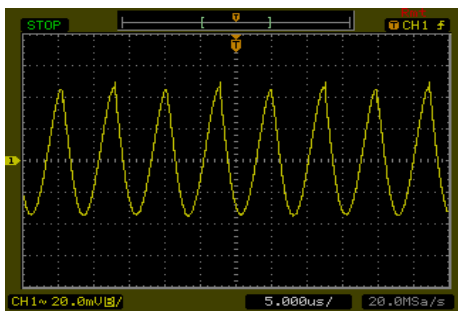 STOP
T
T CH1
T
1
CH1~ 20.0mV B/
5.000us/
20.0MSa/s